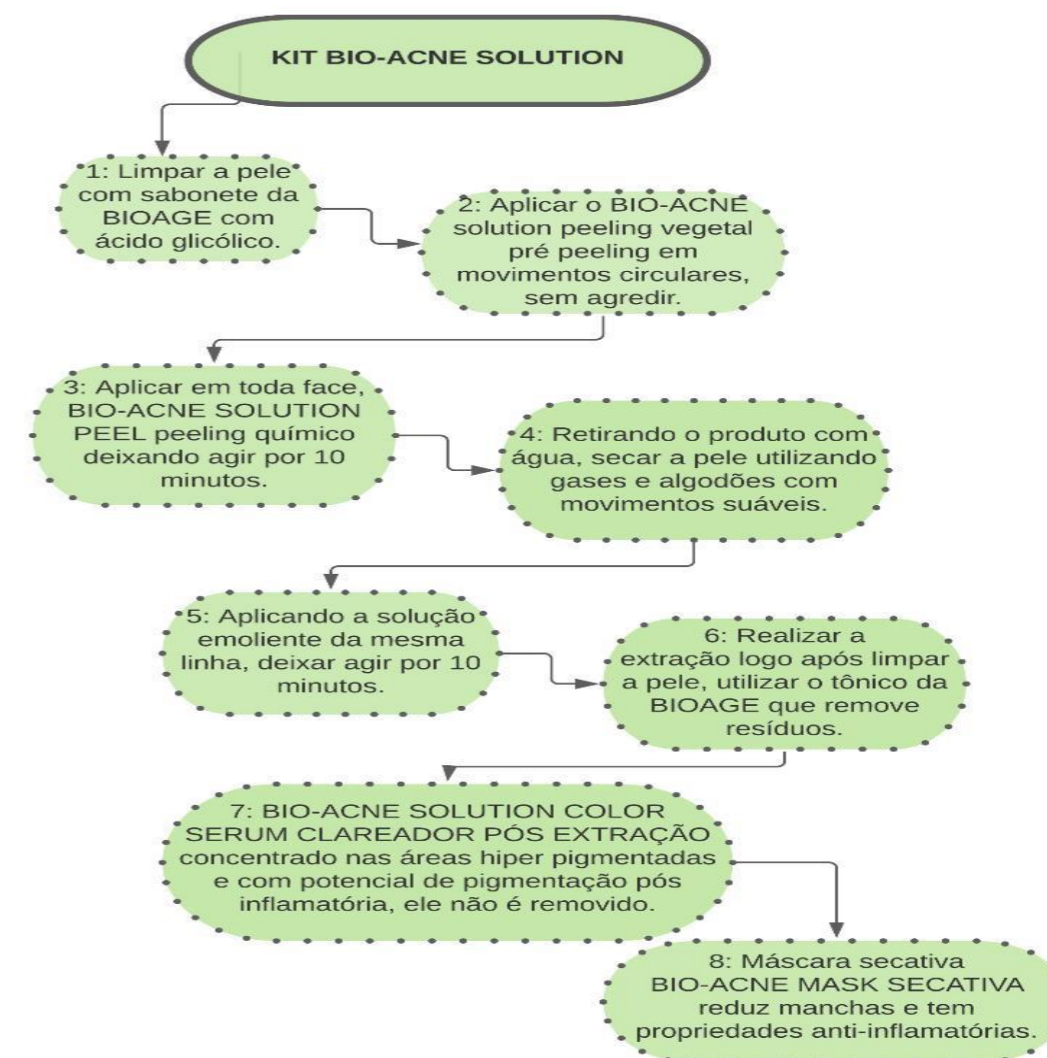 KIT BIO-ACNE SOLUTION
1: Limpar a pele
com sabonete da
BIOAGE com
ácido glicólico.
2: Aplicar o BIO-ACNE
solution peeling vegetal
pré peeling em
movimentos circulares,
sem agredir.
3: Aplicar em toda face,
BIO-ACNE SOLUTION
PEEL peeling químico
deixando agir por 10
minutos.
4: Retirando o produto com
água, secar a pele utilizando
gases e algodões com
movimentos suáveis.
5: Aplicando a solução
emoliente da mesma
linha, deixar agir por 10
minutos.
6: Realizar a
extração logo após limpar
a pele, utilizar o tônico da
BIOAGE que remove
resíduos.
7: BIO-ACNE SOLUTION COLOR
SERUM CLAREADOR PÓS EXTRAÇÃO
concentrado nas áreas hiper pigmentadas
e com potencial de pigmentação pós
inflamatória, ele não é removido.
8: Máscara secativa
BIO-ACNE MASK SECATIVA
reduz manchas e tem
propriedades anti-inflamatórias.